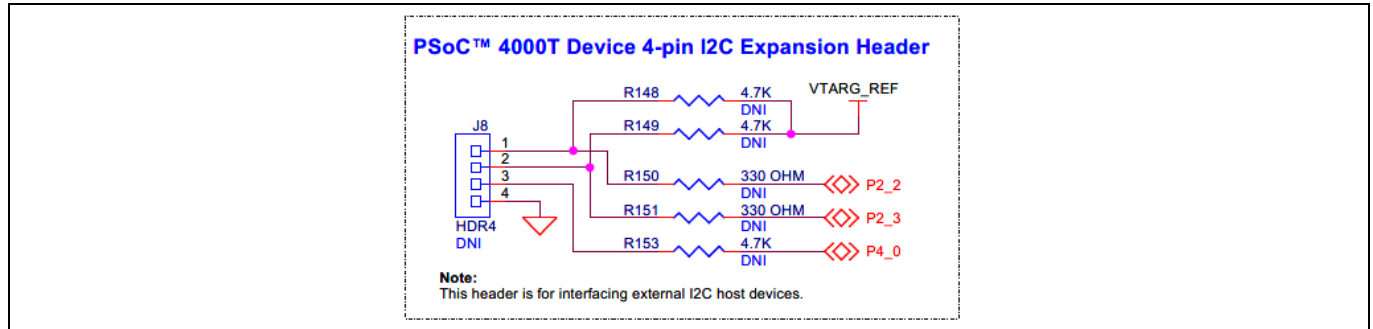 PSoC™ 4000T Device 4-pin I2C Expansion Header
R148 4.7K VTARG_REF
DNI
J8 R149 4.7K
DNI
1
2
3
4
R150 330 OHM P2_2
DNI
R151 330 OHM P2_3
DNI
HDR4
DNI
R153 4.7K P4_0
DNI
Note:
This header is for interfacing external I2C host devices.